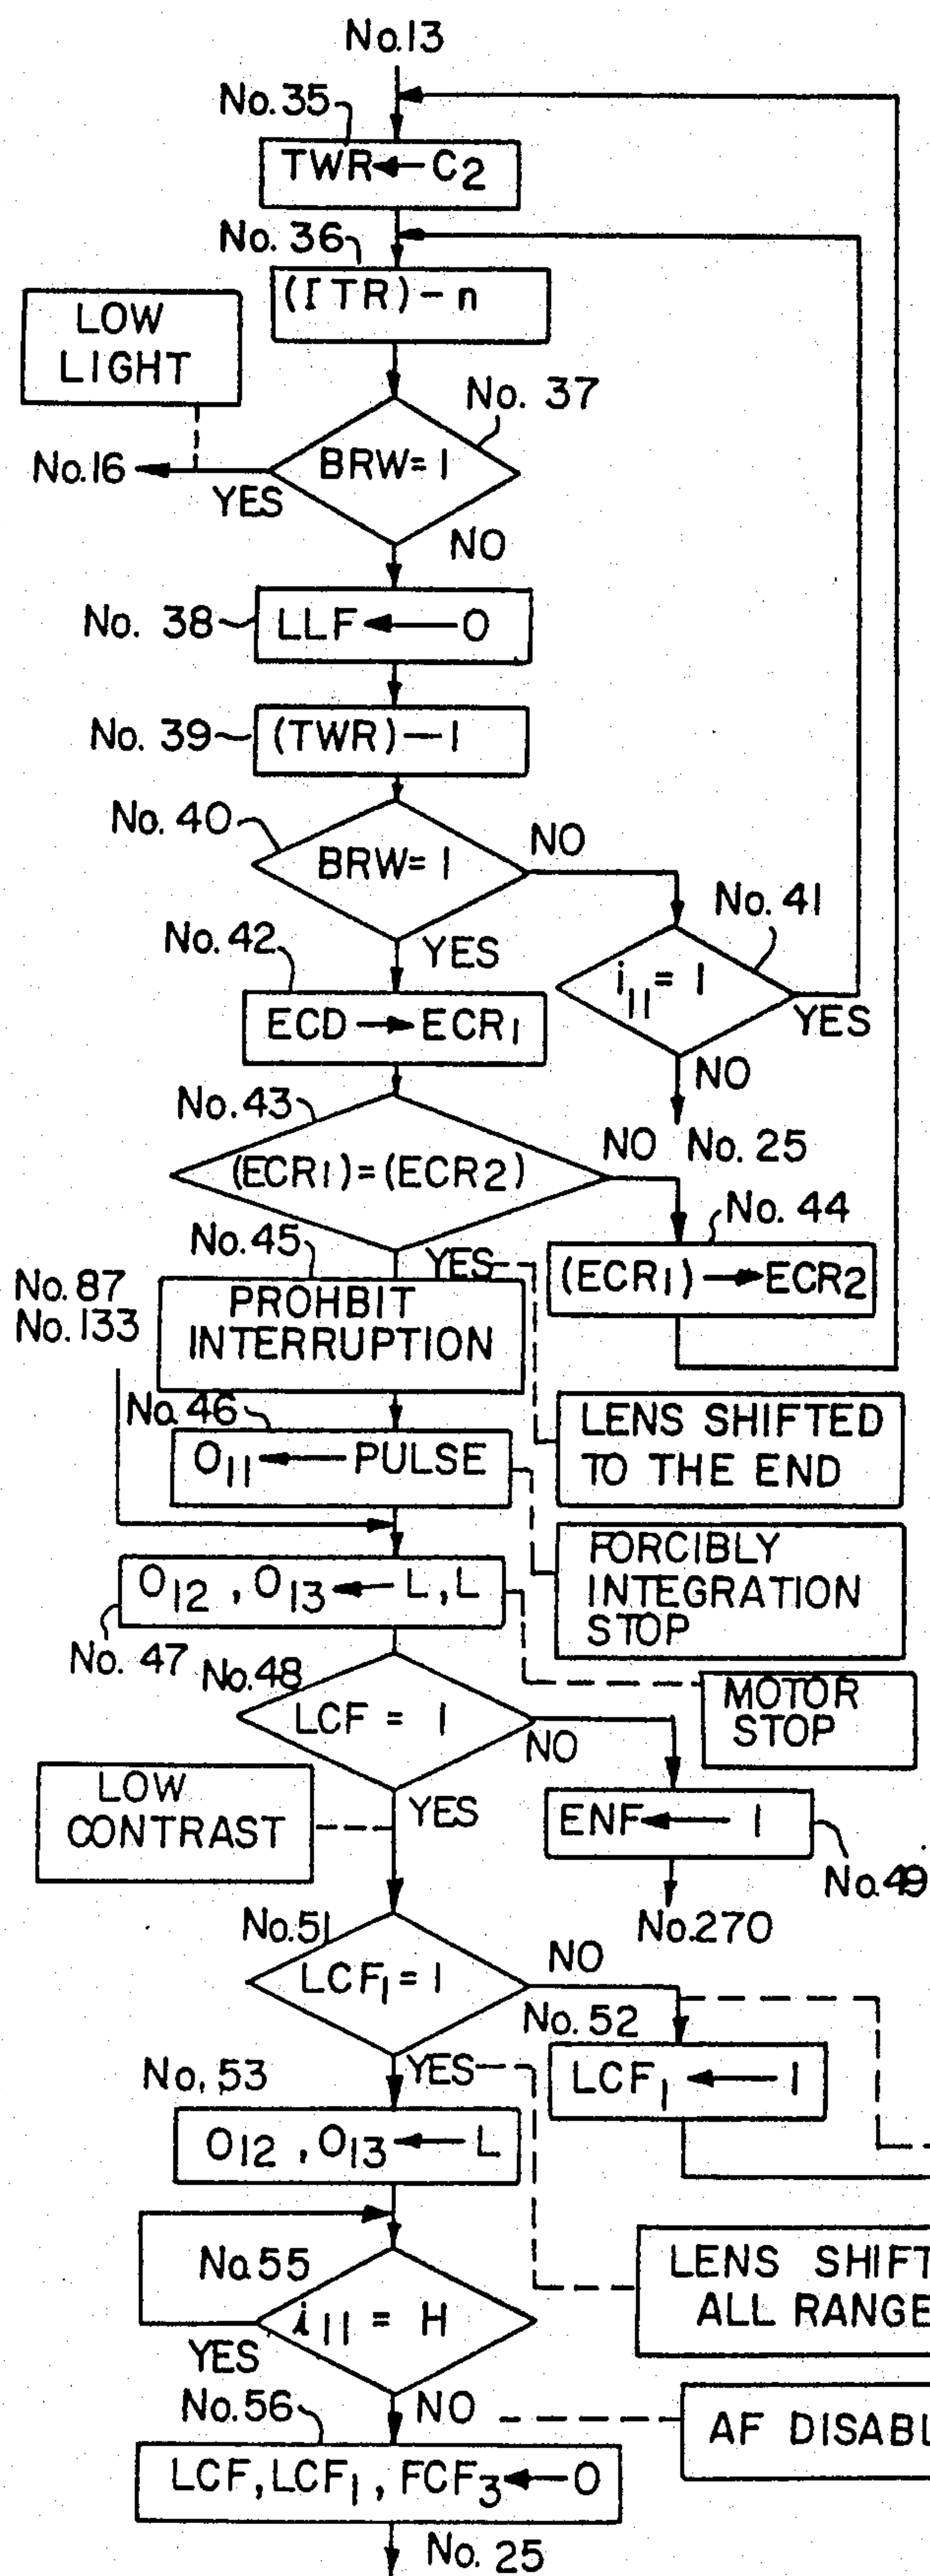 No.13
No.35
TWR←C2
No. 36
(ITR)-n
LOW
LIGHT
No. 37
BRW=1
No.16
YES
NO
No. 38
LLF←0
No. 39
(TWR)-1
No. 40
BRW=1
NO
No. 41
No.42
YES
i11=1
YES
ECD→ECR1
NO
No.43
NO
No. 25
(ECR1)=(ECR2)
No. 44
No.45
YES
(ECR1)→ECR2
No.87
No.133
PROHBIT
INTERRUPTION
No.46
LENS SHIFTED
TO THE END
O11←PULSE
FORCIBLY
INTEGRATION
STOP
O12, O13←L,L
No. 47
No.48
MOTOR
STOP
LCF = 1
NO
LOW
CONTRAST
YES
ENF←1
No.49
No.270
No.51
LCF1=1
NO
No.52
YES
LCF1←1
No. 53
O12, O13←L
LENS SHIFT
ALL RANGE
No.55
i11 = H
YES
No.56
NO
AF DISABL
LCF, LCF1, FCF3←0
No. 25